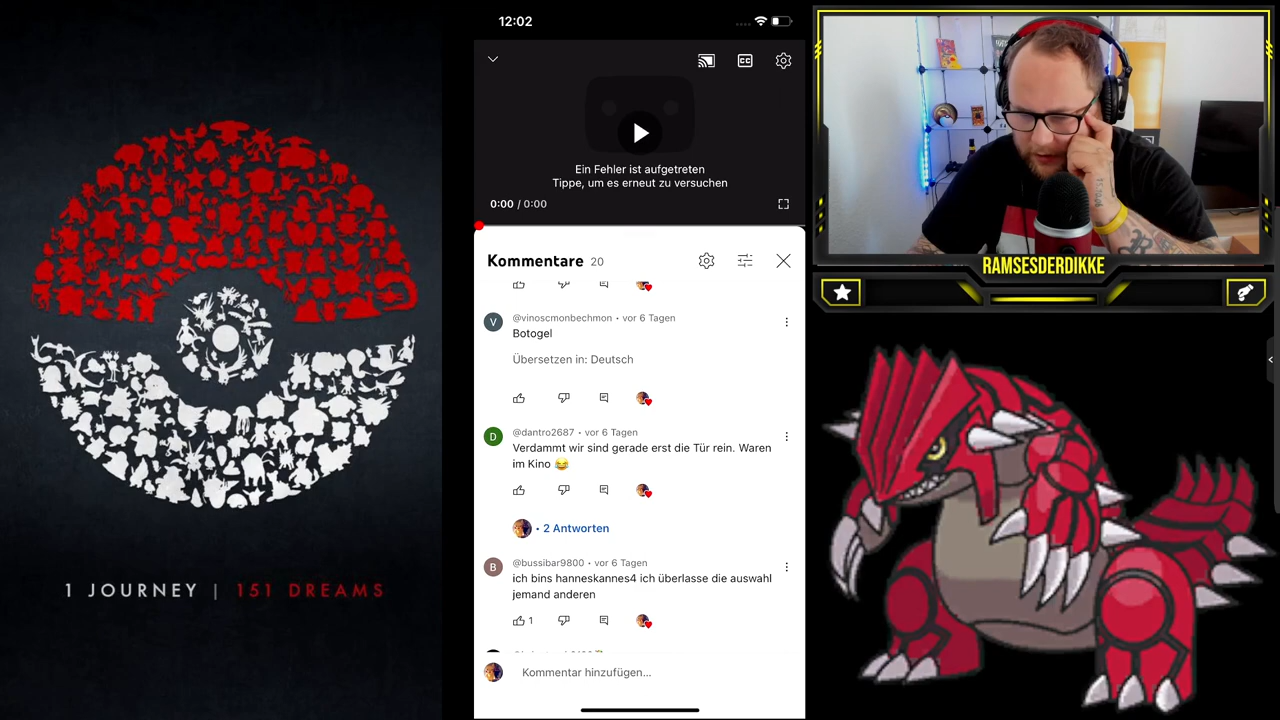 1 JOURNEY | 151 DREAMS
12:02
CC
Ein Fehler ist aufgetreten
Tippe, um es erneut zu versuchen
0:00 / 0:00
Kommentare 20
V
@vinoscmonbechmon • vor 6 Tagen
Botogel
Übersetzen in: Deutsch
D
@dantro2687 • vor 6 Tagen
Verdammt wir sind gerade erst die Tür rein. Waren
im Kino 😂
• 2 Antworten
B
@bussibar9800 • vor 6 Tagen
ich bins hanneskannes4 ich überlasse die auswahl
jemand anderen
1
Kommentar hinzufügen...
RAMSESDERDIKKE